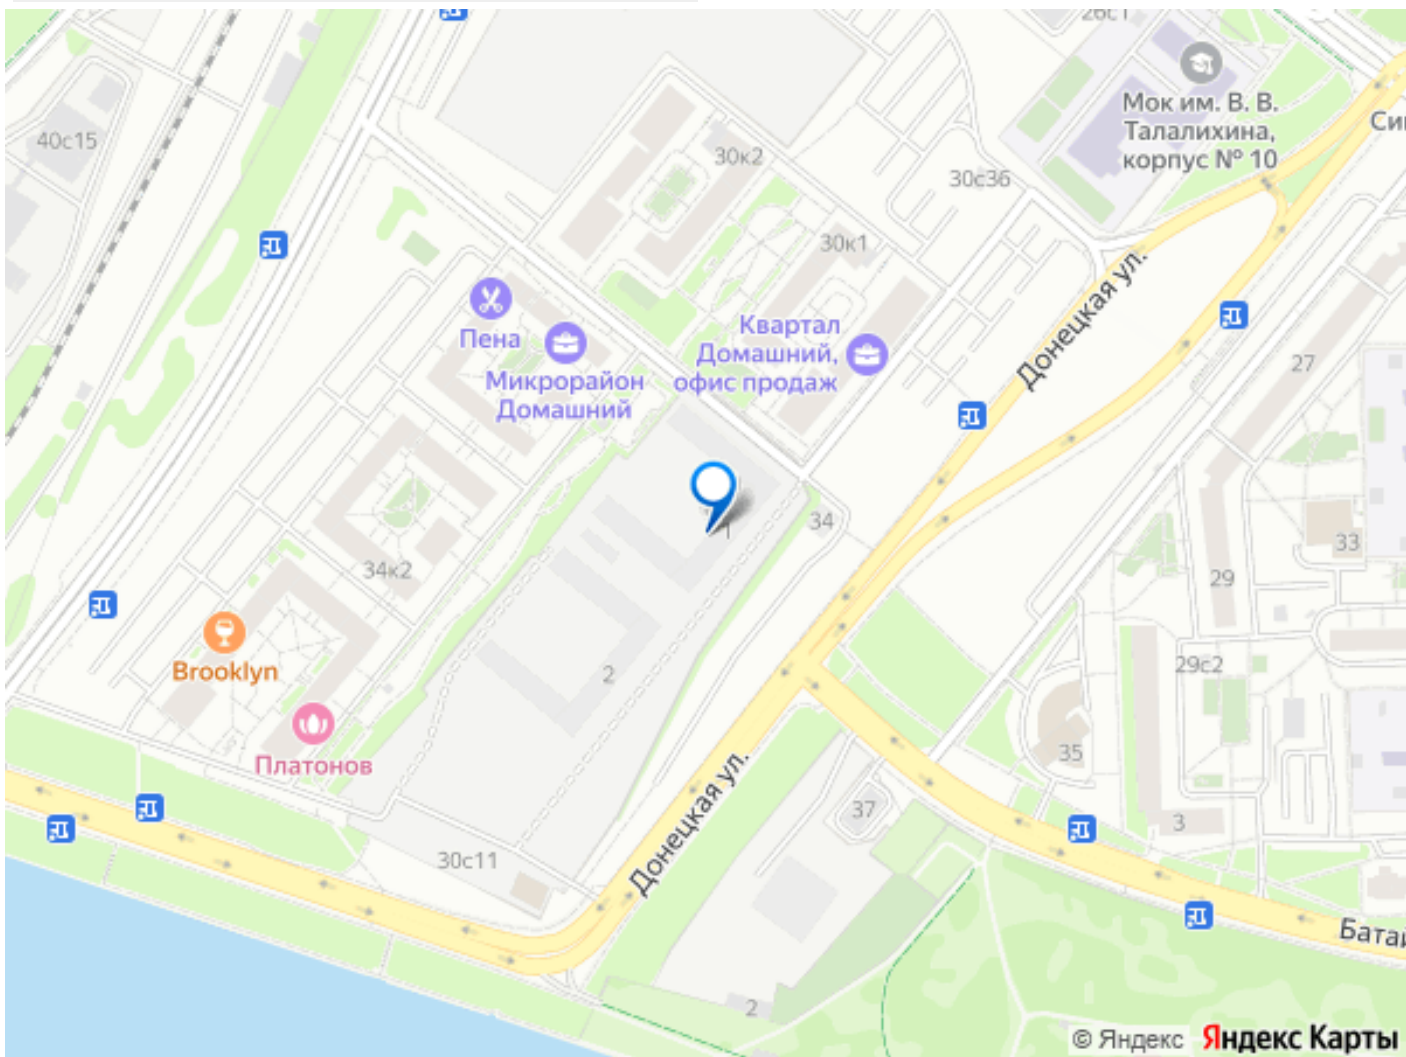 26с1
Мок им. В. В.
Талалихина,
корпус № 10
40с15
30к2
30с36
30к1
Донецкая ул.
Пена
Квартал
Домашний,
офис продаж
Микрорайон
Домашний
27
34
33
34к2
29
Brooklyn
2
29с2
Платонов
35
Донецкая ул.
37
3
30с11
2
© Яндекс Яндекс Карты